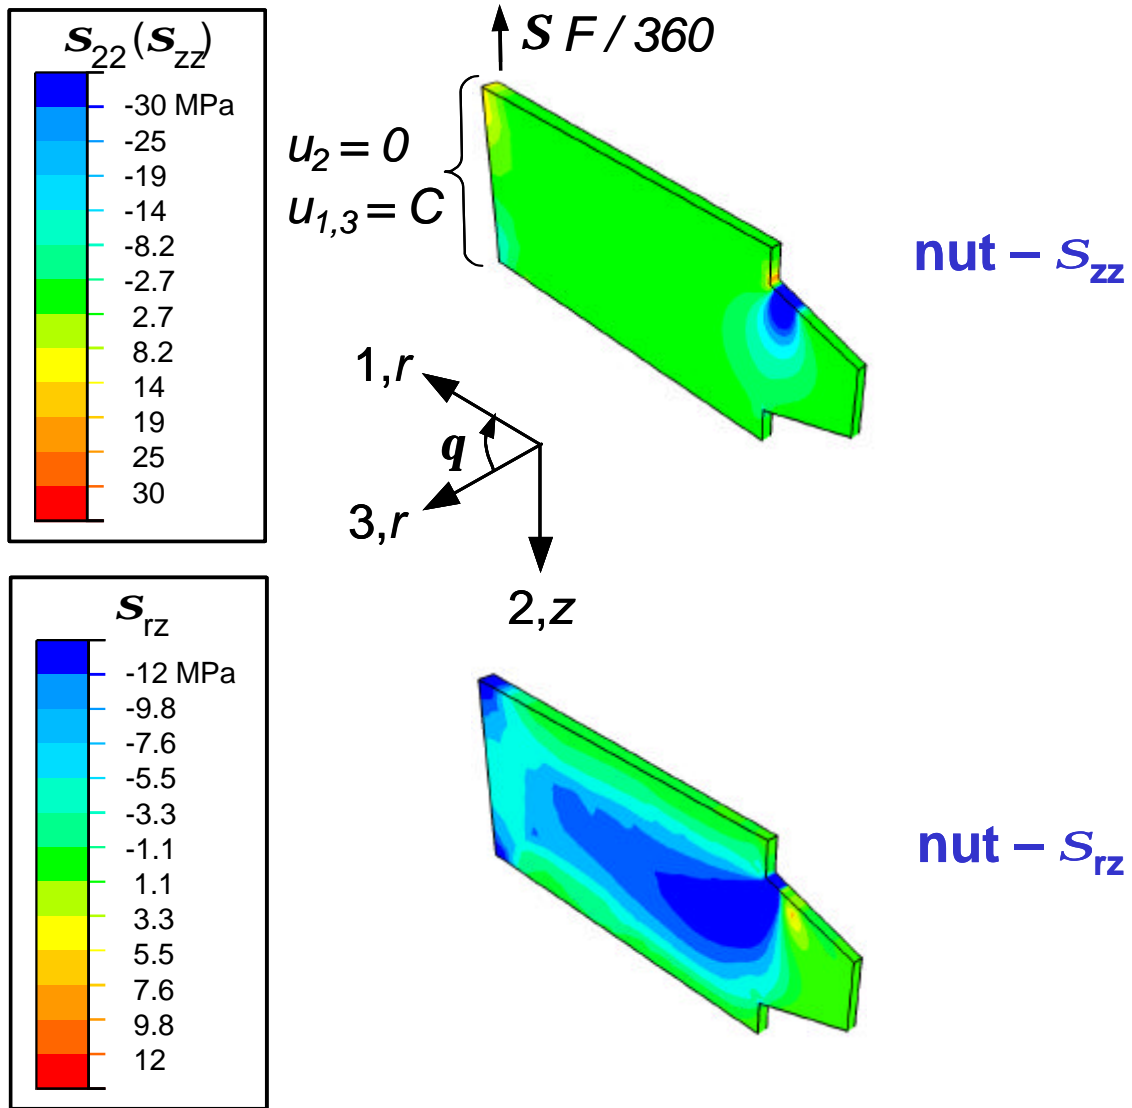 s22 (szz)
-30 MPa
-25
-19
-14
-8.2
-2.7
2.7
8.2
14
19
25
30
S F / 360
u2 = 0
u1,3 = C
nut – szz
1,r
q
3,r
2,z
srz
-12 MPa
-9.8
-7.6
-5.5
-3.3
-1.1
1.1
3.3
5.5
7.6
9.8
12
nut – srz